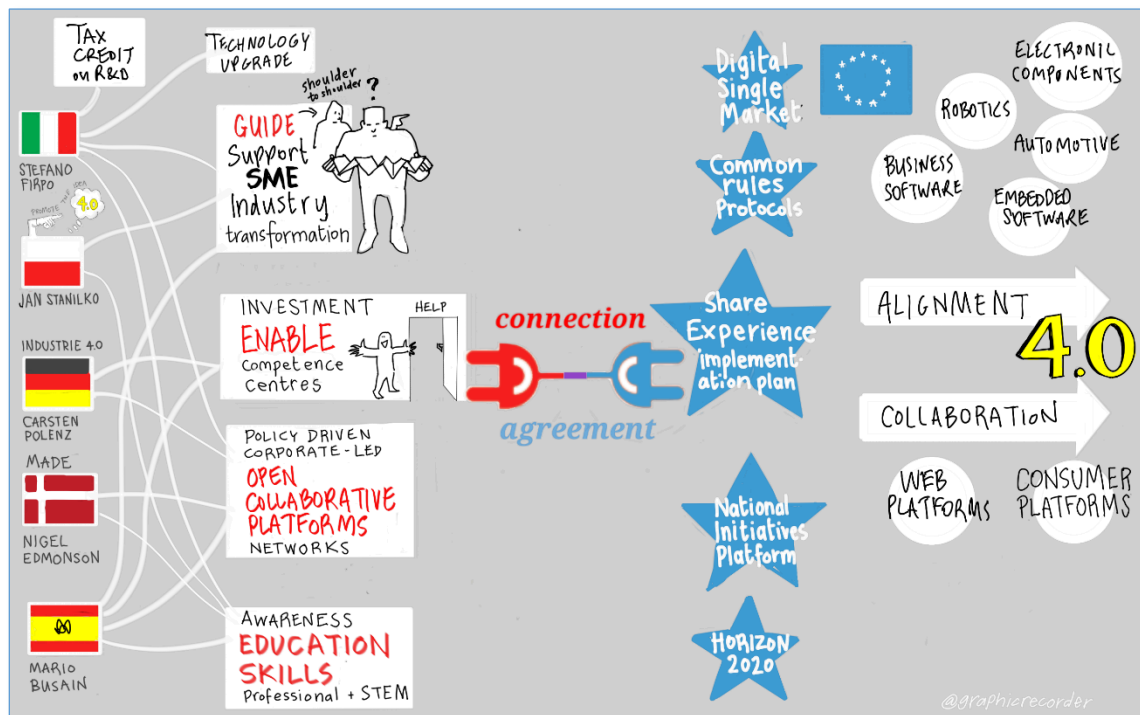 TAX
CREDIT
on R&D
TECHNOLOGY
UPGRADE
shoulder
to shoulder
?
GUIDE
Support
SME
Industry
transformation
STEFANO
FIRPO
PROMOTE THE IDEA
4.0
JAN STANILKO
INDUSTRIE 4.0
CARSTEN
POLENZ
MADE
NIGEL
EDMONSON
MARIO
BUSAIN
INVESTMENT
ENABLE
Competence
Centres
HELP
POLICY DRIVEN
CORPORATE-LED
OPEN
COLLABORATIVE
PLATFORMS
NETWORKS
AWARENESS
EDUCATION
SKILLS
Professional + STEM
connection
agreement
Digital
Single
Market
Common
rules
Protocols
Share
Experience
implement-
ation plan
National
Initiatives
Platform
HORIZON
2020
ELECTRONIC
COMPONENTS
ROBOTICS
AUTOMOTIVE
BUSINESS
SOFTWARE
EMBEDDED
SOFTWARE
ALIGNMENT
4.0
COLLABORATION
WEB
PLATFORMS
CONSUMER
PLATFORMS
@graphicrecorder